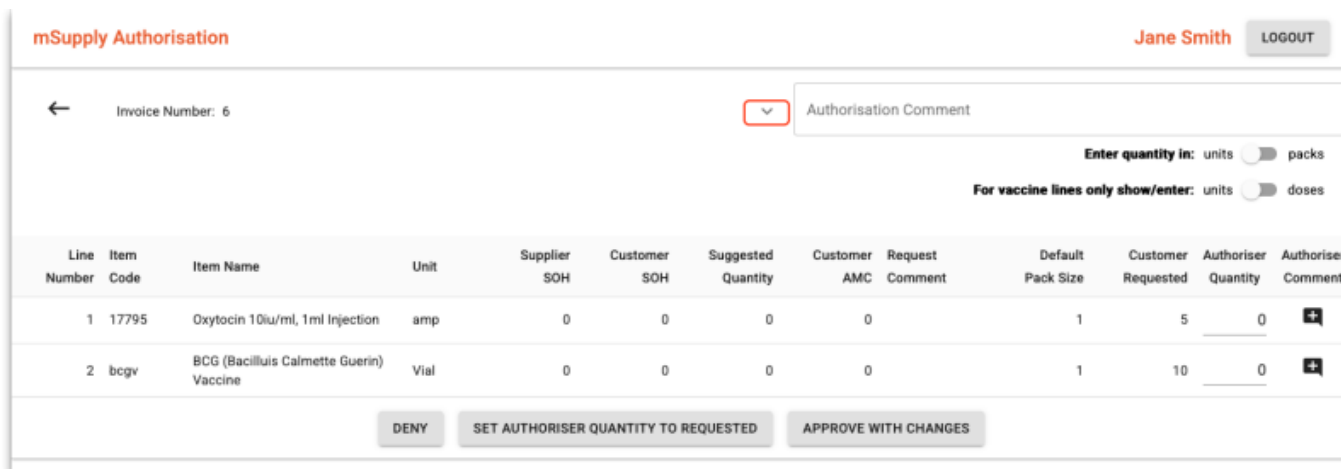 mSupply Authorisation Jane Smith LOGOUT
Invoice Number: 6 Authorisation Comment
Enter quantity in: units packs
For vaccine lines only show/enter: units doses
Line Number Item Code Item Name Unit Supplier SOH Customer SOH Suggested Quantity Customer AMC Request Comment Default Pack Size Customer Requested Authoriser Quantity Authoriser Comment
1 17795 Oxytocin 10iu/ml, 1ml Injection amp 0 0 0 0 1 5 0
2 bcgv BCG (Bacilluis Calmette Guerin) Vaccine Vial 0 0 0 0 1 10 0
DENY SET AUTHORISER QUANTITY TO REQUESTED APPROVE WITH CHANGES